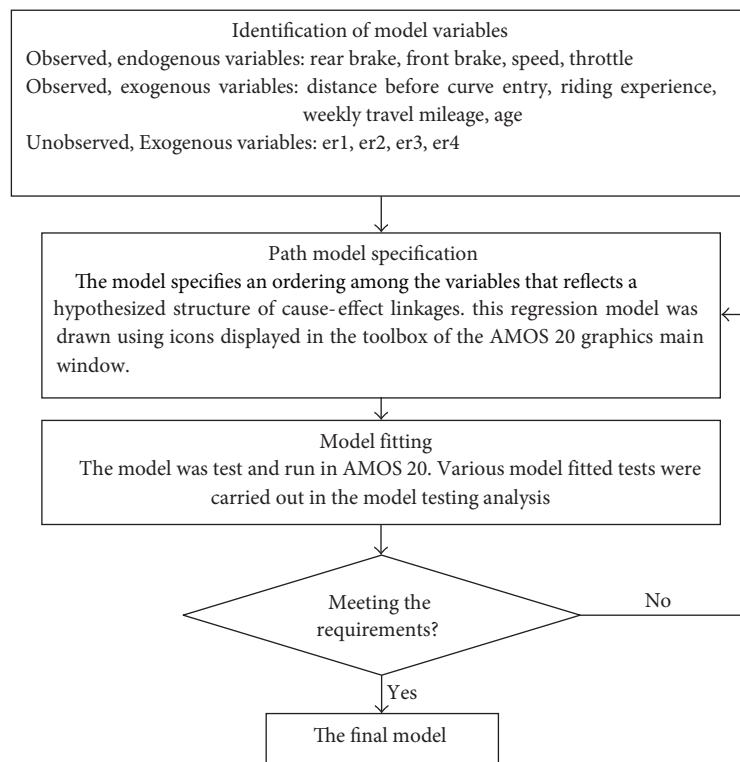 Identification of model variables
Observed, endogenous variables: rear brake, front brake, speed, throttle
Observed, exogenous variables: distance before curve entry, riding experience,
weekly travel mileage, age
Unobserved, Exogenous variables: er1, er2, er3, er4
Path model specification
The model specifies an ordering among the variables that reflects a
hypothesized structure of cause-effect linkages. this regression model was
drawn using icons displayed in the toolbox of the AMOS 20 graphics main
window.
Model fitting
The model was test and run in AMOS 20. Various model fitted tests were
carried out in the model testing analysis
Meeting the
requirements?
No
Yes
The final model